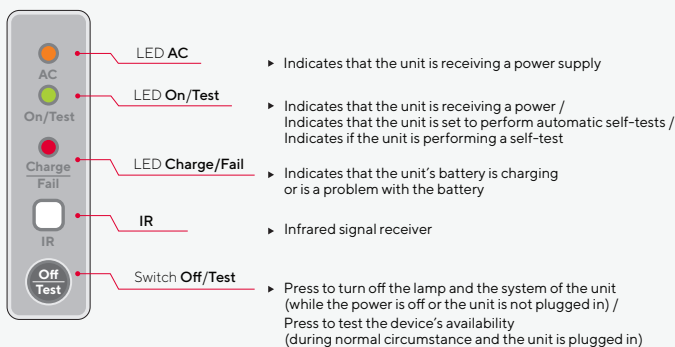 AC
On/Test
Charge
Fail
IR
Off
Test
LED AC
▸ Indicates that the unit is receiving a power supply
LED On/Test
▸ Indicates that the unit is receiving a power /
Indicates that the unit is set to perform automatic self-tests /
Indicates if the unit is performing a self-test
LED Charge/Fail
▸ Indicates that the unit's battery is charging
or is a problem with the battery
IR
▸ Infrared signal receiver
Switch Off/Test
▸ Press to turn off the lamp and the system of the unit
(while the power is off or the unit is not plugged in) /
Press to test the device's availability
(during normal circumstance and the unit is plugged in)